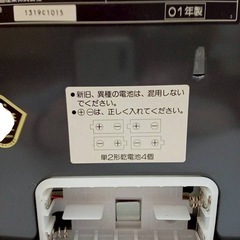 1319C1015
01年製
●新旧、異種の電池は、混用しない
でください。
●⊕⊖は、正しく入れてください。
単2形乾電池4個